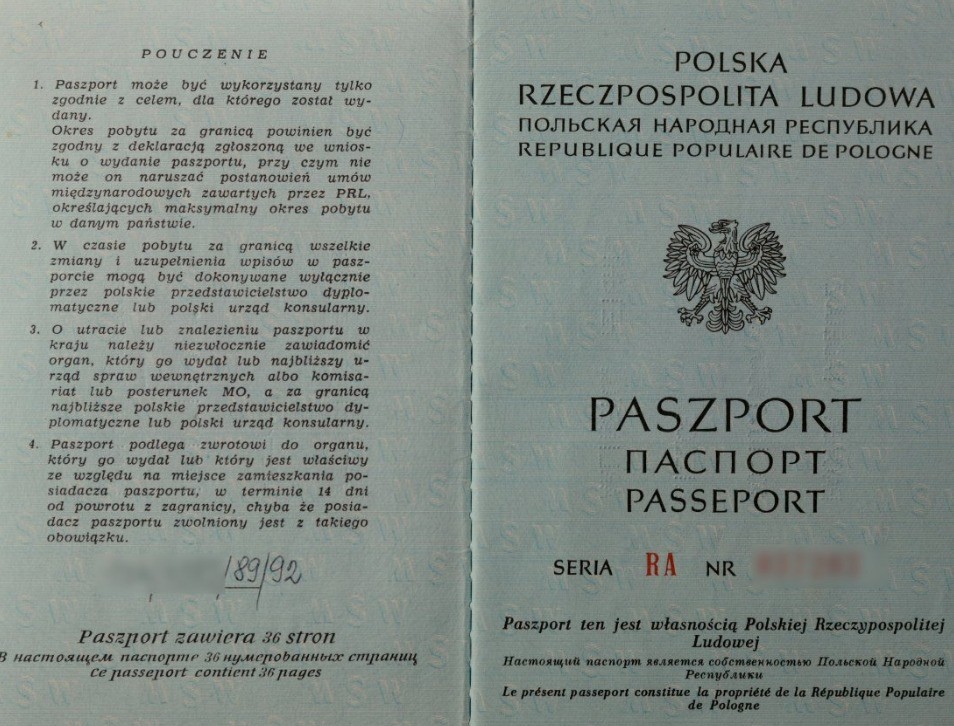 POUCZENIE
1. Paszport może być wykorzystany tylko
zgodnie z celem, dla którego został wy-
dany.
Okres pobytu za granicą powinien być
zgodny z deklaracją zgłoszoną we wnios-
ku o wydanie paszportu, przy czym nie
może on naruszać postanowień umów
międzynarodowych zawartych przez PRL,
określających maksymalny okres pobytu
w danym państwie.
2. W czasie pobytu za granicą wszelkie
zmiany i uzupełnienia wpisów w pasz-
porcie mogą być dokonywane wyłącznie
przez polskie przedstawicielstwo dyplo-
matyczne lub polski urząd konsularny.
3. O utracie lub znalezieniu paszportu w
kraju należy niezwłocznie zawiadomić
organ, który go wydał lub najbliższy u-
rząd spraw wewnętrznych albo komisa-
riat lub posterunek MO, a za granicą
najbliższe polskie przedstawicielstwo dy-
plomatyczne lub polski urząd konsularny.
4. Paszport podlega zwrotowi do organu,
który go wydał lub który jest właściwy
ze względu na miejsce zamieszkania po-
siadacza paszportu, w terminie 14 dni
od powrotu z zagranicy, chyba że posia-
dacz paszportu zwolniony jest z takiego
obowiązku.
/89/92
Paszport zawiera 36 stron
В настоящем паспорте 36 нумерованных страниц
Ce passeport contient 36 pages
POLSKA
RZECZPOSPOLITA LUDOWA
ПОЛЬСКАЯ НАРОДНАЯ РЕСПУБЛИКА
REPUBLIQUE POPULAIRE DE POLOGNE
PASZPORT
ПАСПОРТ
PASSEPORT
SERIA RA NR
Paszport ten jest własnością Polskiej Rzeczypospolitej
Ludowej
Настоящий паспорт является собственностью Польской Народной
Республики
Le présent passeport constitue la propriété de la République Populaire
de Pologne